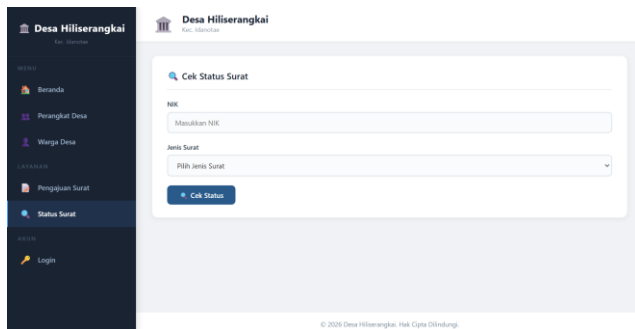 Desa Hiliserangkai
Kec. Idanotae
MENU
Beranda
Perangkat Desa
Warga Desa
LAYANAN
Pengajuan Surat
Status Surat
AKUN
Login
Desa Hiliserangkai
Kec. Idanotae
Cek Status Surat
NIK
Masukkan NIK
Jenis Surat
Pilih Jenis Surat
Cek Status
© 2026 Desa Hiliserangkai. Hak Cipta Dilindungi.